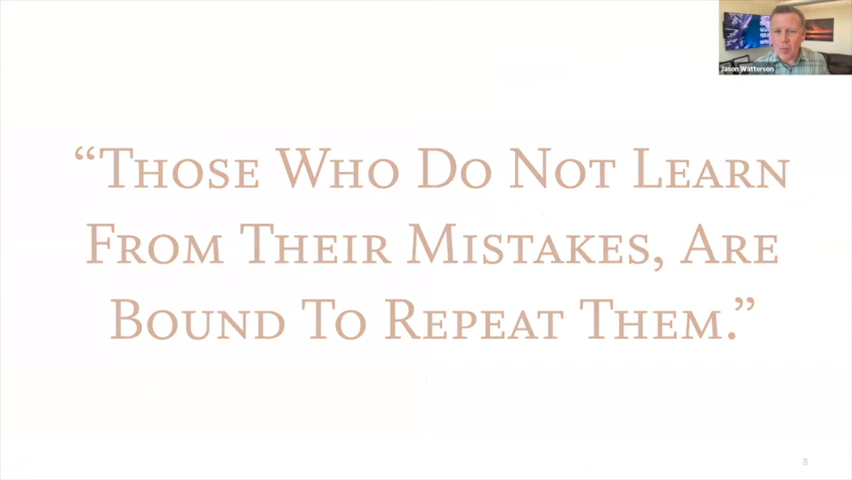 Jason Watterson
“Those Who Do Not Learn
From Their Mistakes, Are
Bound To Repeat Them.”
8